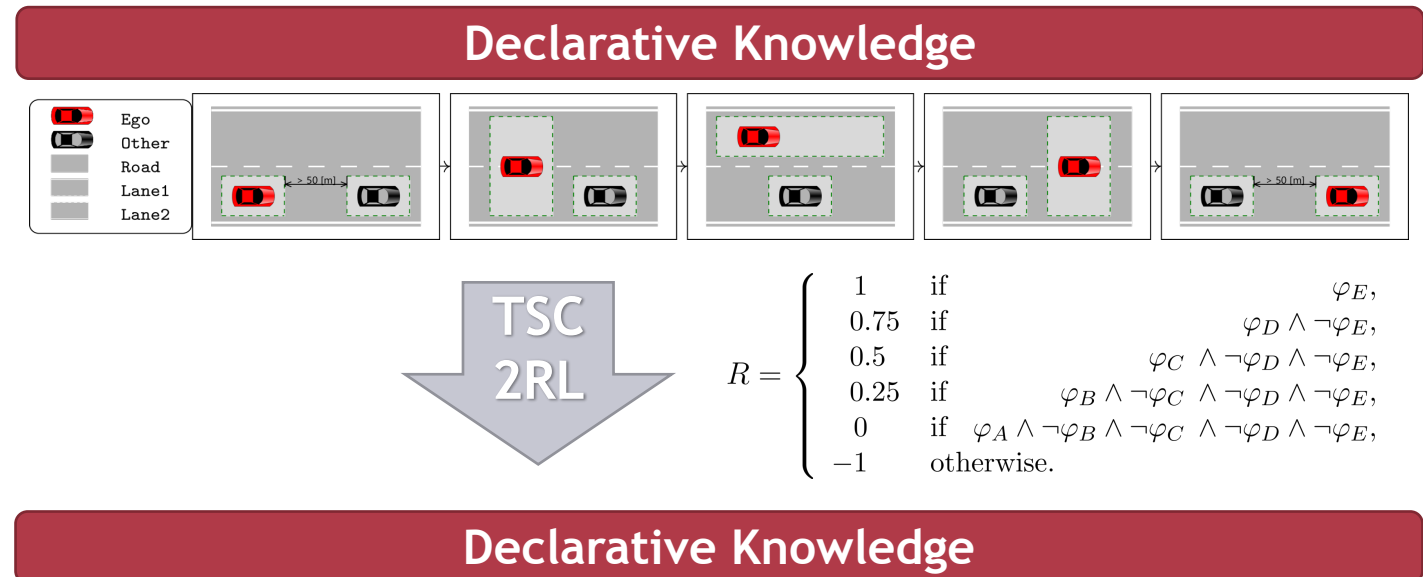 Declarative Knowledge
Ego
Other
Road
Lane1
Lane2
> 50 [m]
> 50 [m]
TSC
2RL
R =
1 if φ_E,
0.75 if φ_D ∧ ¬φ_E,
0.5 if φ_C ∧ ¬φ_D ∧ ¬φ_E,
0.25 if φ_B ∧ ¬φ_C ∧ ¬φ_D ∧ ¬φ_E,
0 if φ_A ∧ ¬φ_B ∧ ¬φ_C ∧ ¬φ_D ∧ ¬φ_E,
−1 otherwise.
Declarative Knowledge